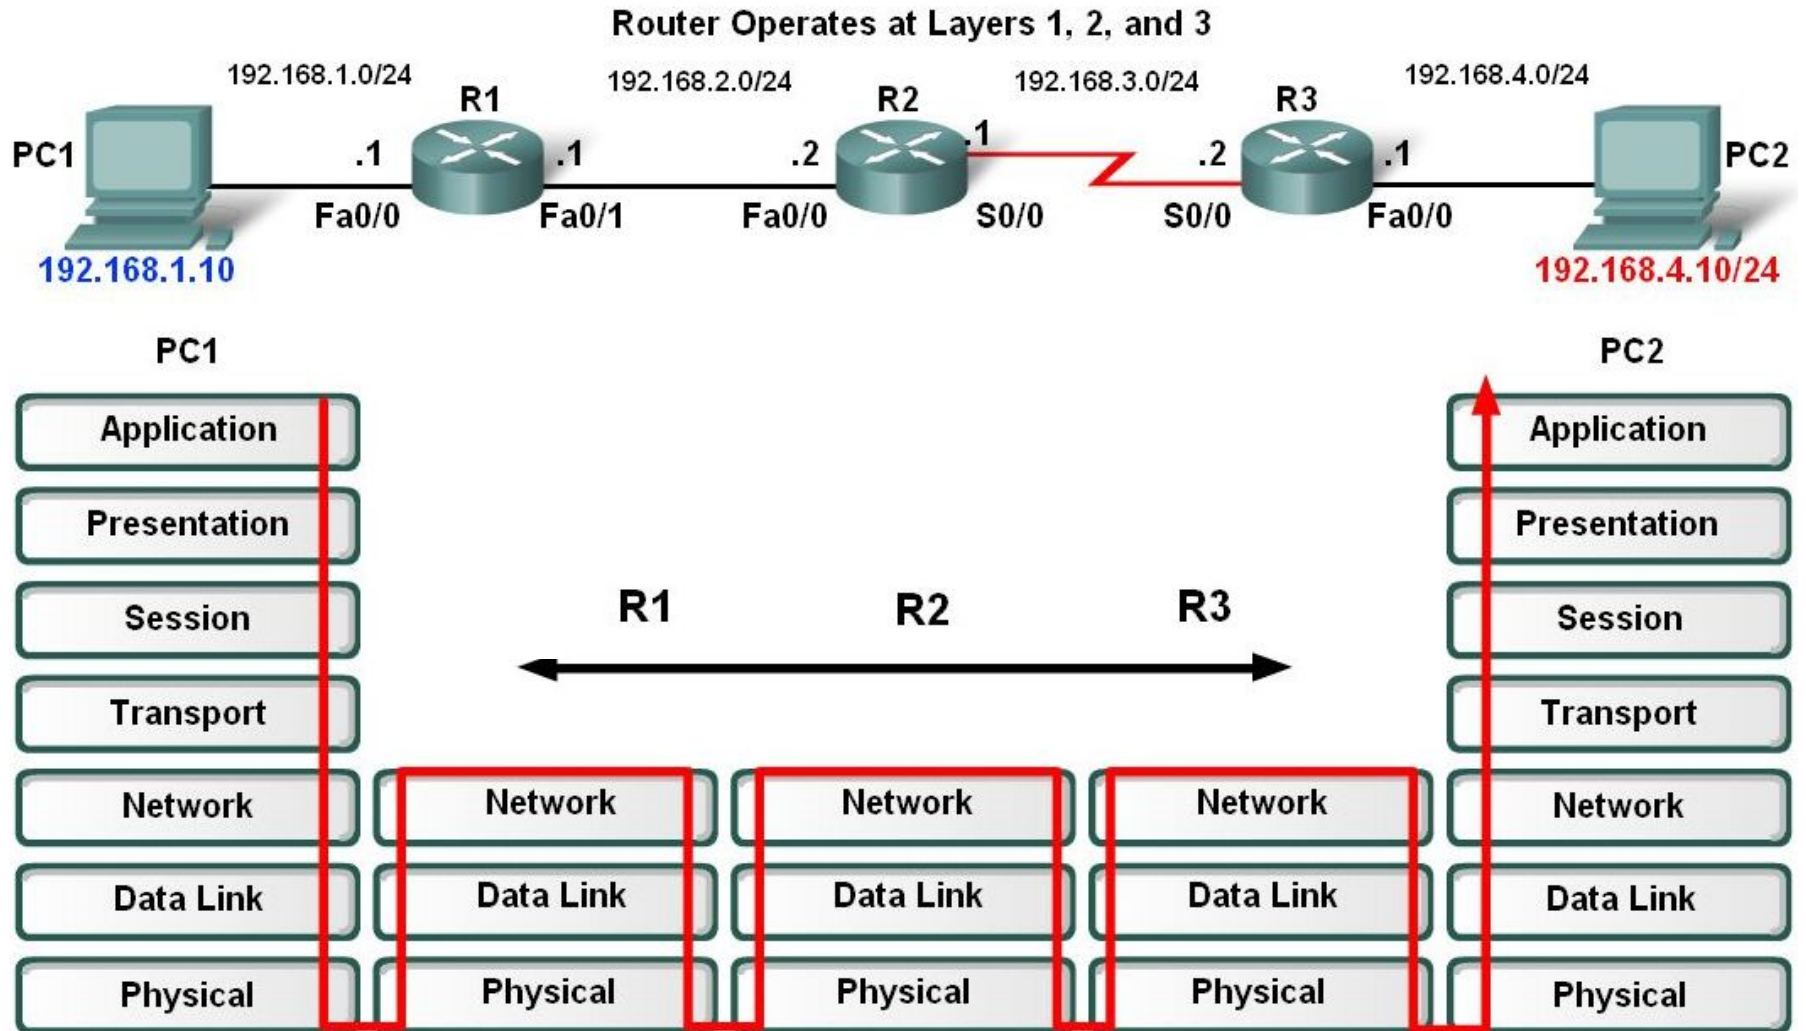 Router Operates at Layers 1, 2, and 3
192.168.1.0/24
192.168.2.0/24
192.168.3.0/24
192.168.4.0/24
R1
R2
R3
PC1
.1
.1
.2
.1
.2
.1
PC2
Fa0/0
Fa0/1
Fa0/0
S0/0
S0/0
Fa0/0
192.168.1.10
192.168.4.10/24
PC1
PC2
Application
Application
Presentation
Presentation
Session
R1
R2
R3
Session
Transport
Transport
Network
Network
Network
Network
Network
Data Link
Data Link
Data Link
Data Link
Data Link
Physical
Physical
Physical
Physical
Physical